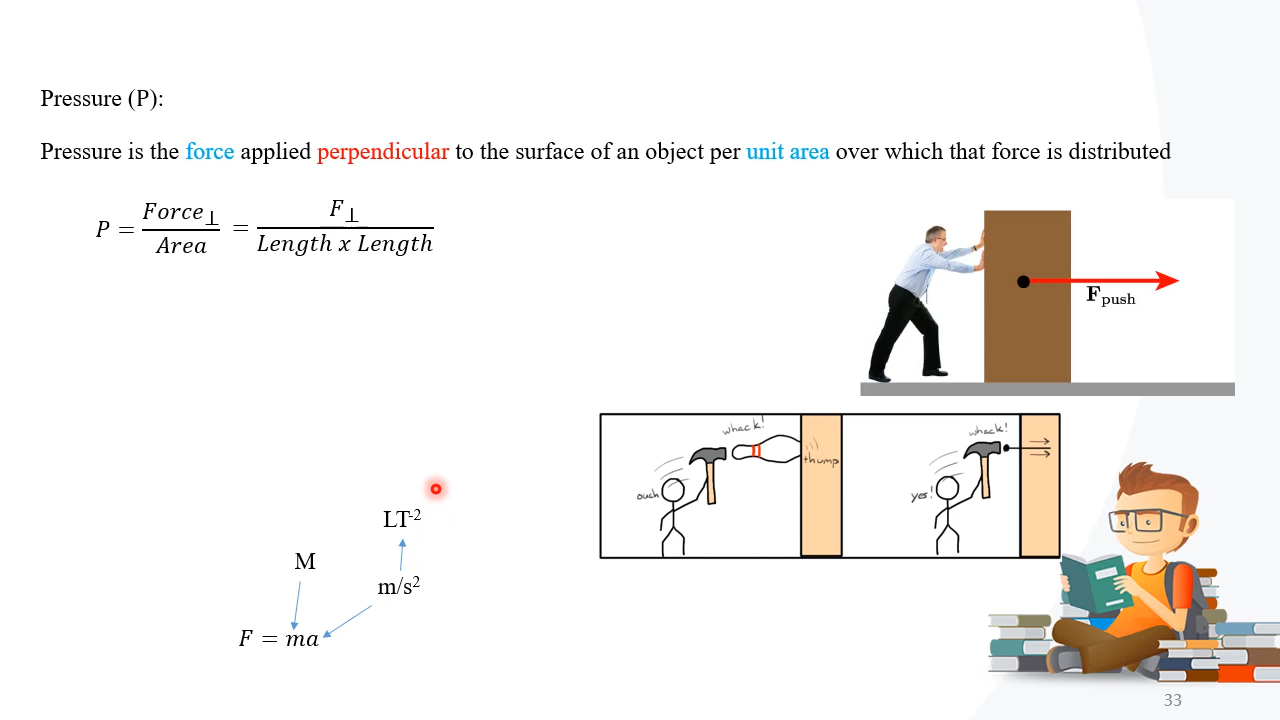 Pressure (P):
Pressure is the force applied perpendicular to the surface of an object per unit area over which that force is distributed
P = Force⊥ / Area = F⊥ / Length x Length
F push
whack!
thump
ouch
whack!
yes!
LT-2
M
m/s2
F = ma
33